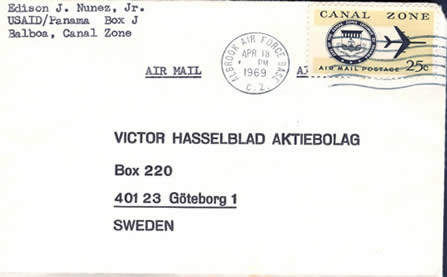 Edison J. Nunez, Jr.
USAID/Panama Box J
Balboa, Canal Zone
AIR MAIL
ALBROOK AIR FORCE BASE
APR 18
PM
1969
C. Z.
CANAL ZONE
AIR MAIL POSTAGE
25c
VICTOR HASSELBLAD AKTIEBOLAG
Box 220
401 23 Göteborg 1
SWEDEN